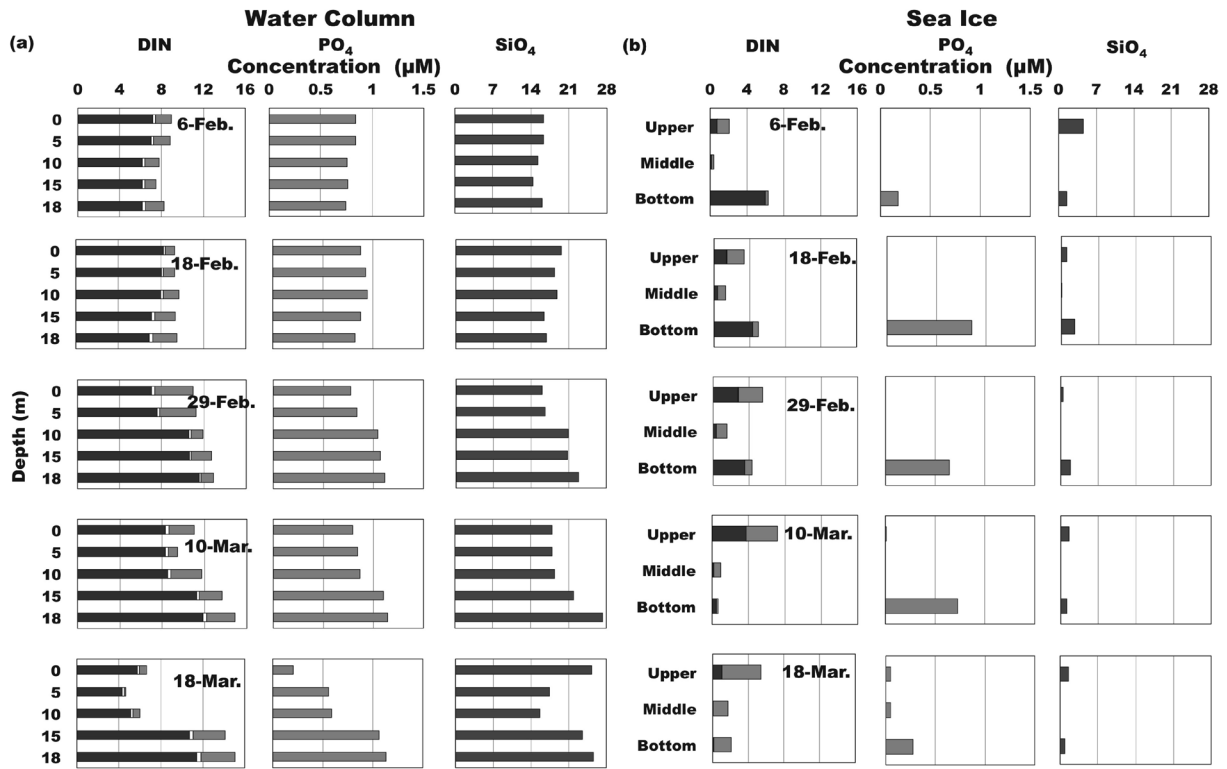 Water Column
Sea Ice
(a) DIN PO4 SiO4 (b) DIN PO4 SiO4
Concentration (μM) Concentration (μM)
0 4 8 12 16 0 0.5 1 1.5 0 7 14 21 28 0 4 8 12 16 0 0.5 1 1.5 0 7 14 21 28
Depth (m)
0
5
10
15
18
6-Feb.
0
5
10
15
18
18-Feb.
0
5
10
15
18
29-Feb.
0
5
10
15
18
10-Mar.
0
5
10
15
18
18-Mar.
Upper
Middle
Bottom
6-Feb.
Upper
Middle
Bottom
18-Feb.
Upper
Middle
Bottom
29-Feb.
Upper
Middle
Bottom
10-Mar.
Upper
Middle
Bottom
18-Mar.